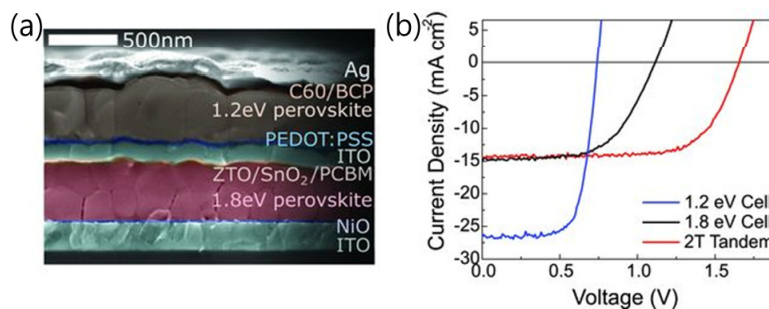 (a)
500nm
Ag
C60/BCP
1.2eV perovskite
PEDOT:PSS
ITO
ZTO/SnO₂/PCBM
1.8eV perovskite
NiO
ITO
(b)
Current Density (mA cm⁻²)
5
0
-5
-10
-15
-20
-25
-30
1.2 eV Cell
1.8 eV Cell
2T Tandem
0.0 0.5 1.0 1.5
Voltage (V)